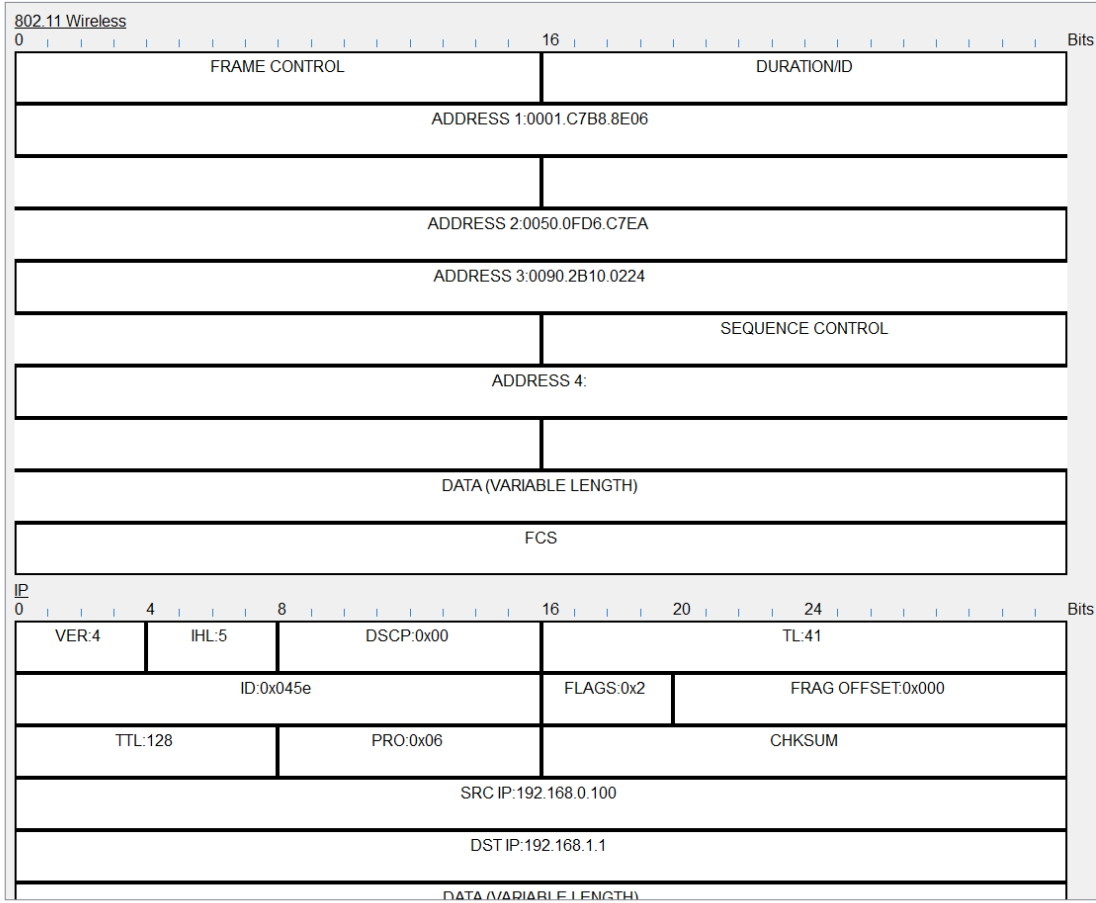 802.11 Wireless
0 16 Bits
FRAME CONTROL DURATION/ID
ADDRESS 1:0001.C7B8.8E06
ADDRESS 2:0050.0FD6.C7EA
ADDRESS 3:0090.2B10.0224
SEQUENCE CONTROL
ADDRESS 4:
DATA (VARIABLE LENGTH)
FCS
IP
0 4 8 16 20 24 Bits
VER:4 IHL:5 DSCP:0x00 TL:41
ID:0x045e FLAGS:0x2 FRAG OFFSET:0x000
TTL:128 PRO:0x06 CHKSUM
SRC IP:192.168.0.100
DST IP:192.168.1.1
DATA (VARIABLE LENGTH)